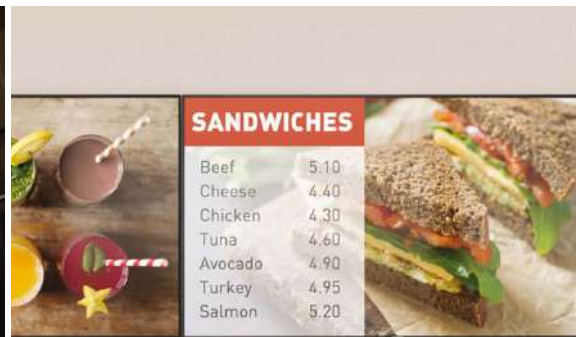 SANDWICHES
Beef 5.10
Cheese 4.40
Chicken 4.30
Tuna 4.60
Avocado 4.90
Turkey 4.95
Salmon 5.20